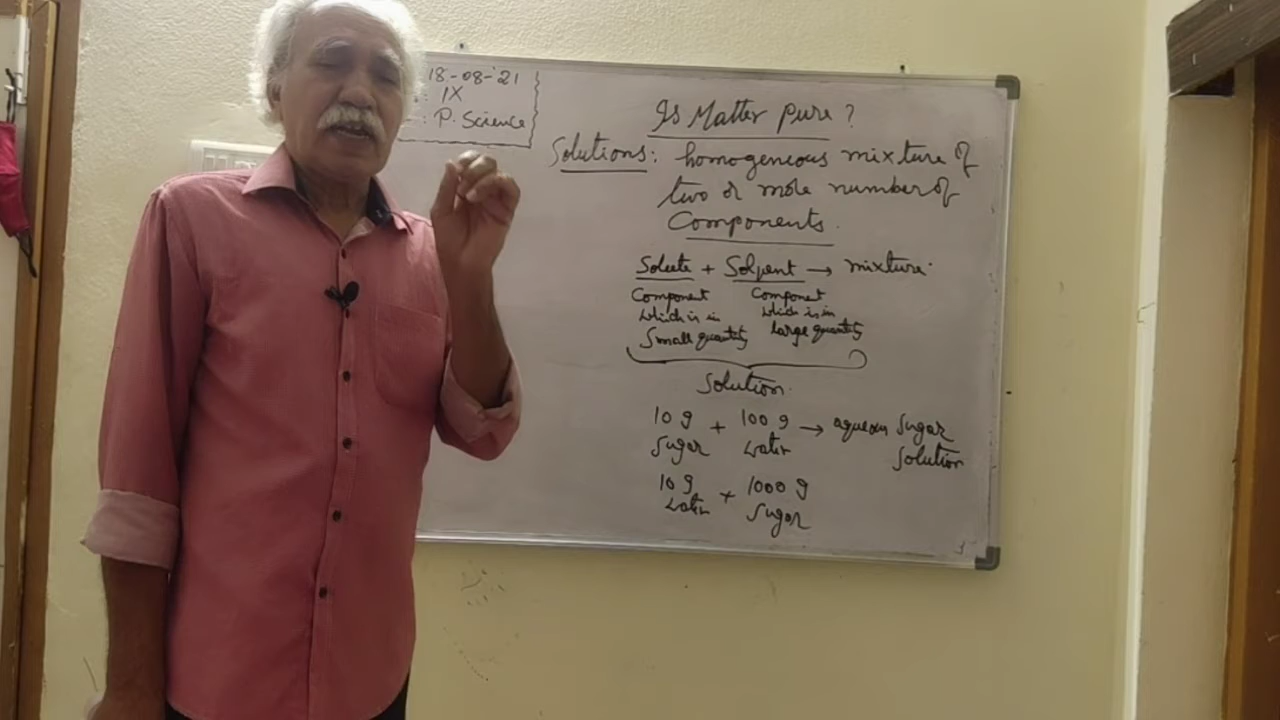 18-08-'21
: IX
: P. Science
Is Matter Pure?
Solutions: homogeneous mixture of
two or more number of
Components.
Solute + Solvent → mixture.
Component Component
which is in which is in
Small quantity large quantity
Solution.
10 g + 100 g → aqueous Sugar
Sugar water Solution
10 g + 1000 g
water Sugar